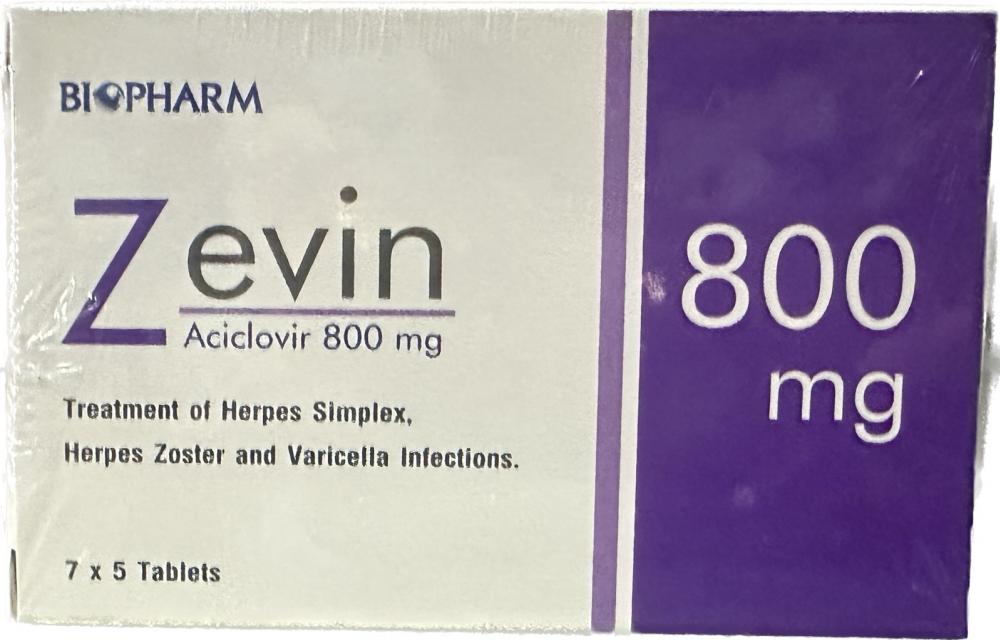 BIOPHARM
Zevin
Aciclovir 800 mg
Treatment of Herpes Simplex,
Herpes Zoster and Varicella Infections.
7 x 5 Tablets
800
mg